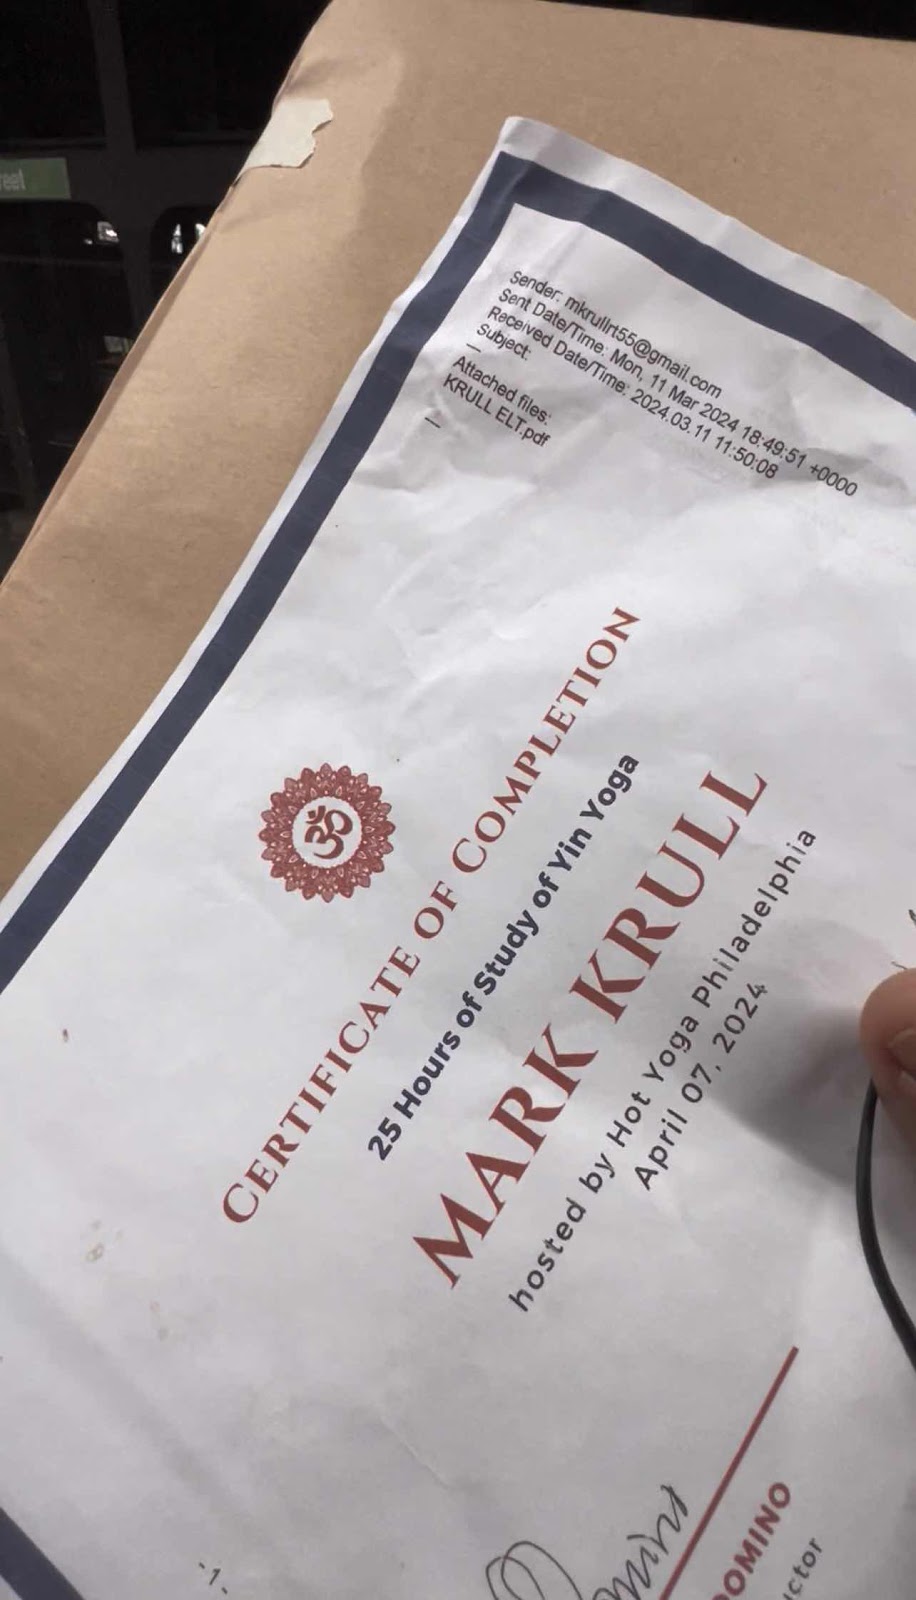 Sender: mkrullrt55@gmail.com
Sent Date/Time: Mon, 11 Mar 2024 18:49:51 +0000
Received Date/Time: 2024.03.11 11:50:08
Subject:
—
Attached files:
KRULL ELT.pdf
—
ॐ
CERTIFICATE OF COMPLETION
25 Hours of Study of Yin Yoga
MARK KRULL
hosted by Hot Yoga Philadelphia
April 07, 2024
DOMINO
-1-